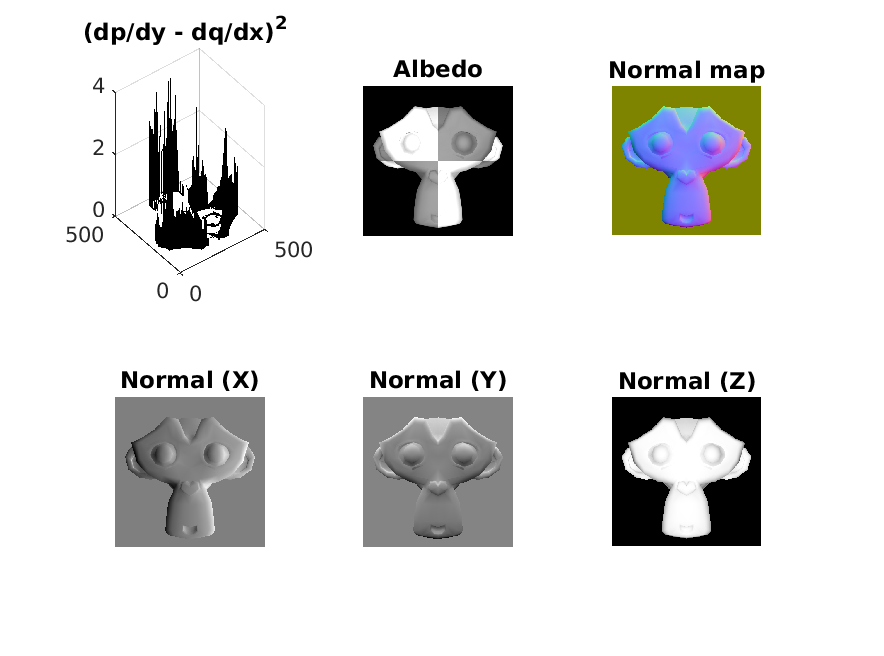 (dp/dy - dq/dx)²
4
2
0
500
0
0
500
Albedo
Normal map
Normal (X)
Normal (Y)
Normal (Z)